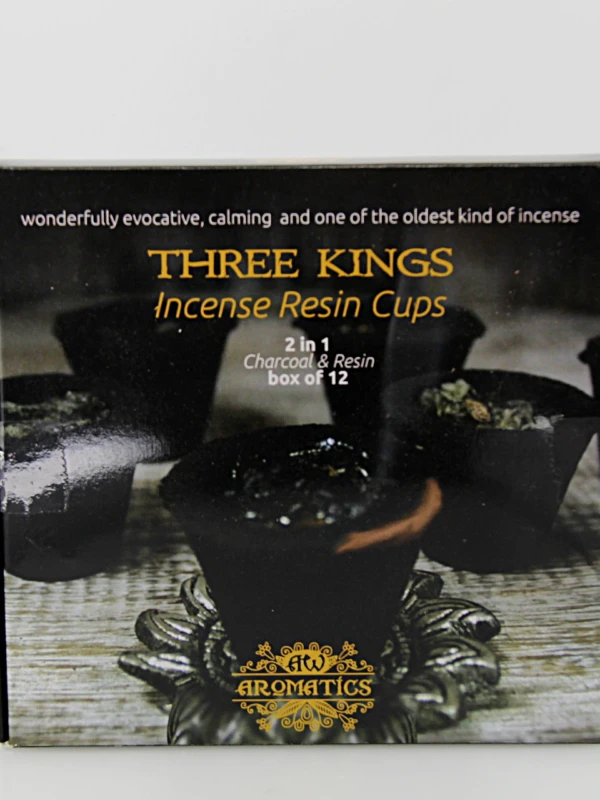 wonderfully evocative, calming and one of the oldest kind of incense
THREE KINGS
Incense Resin Cups
2 in 1
Charcoal & Resin
box of 12
AW
AROMATICS